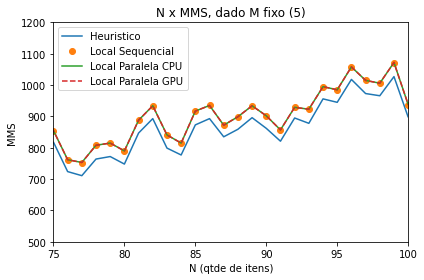 N x MMS, dado M fixo (5)
1200
1100
1000
900
800
700
600
500
MMS
Heuristico
Local Sequencial
Local Paralela CPU
Local Paralela GPU
75
80
85
90
95
100
N (qtde de itens)